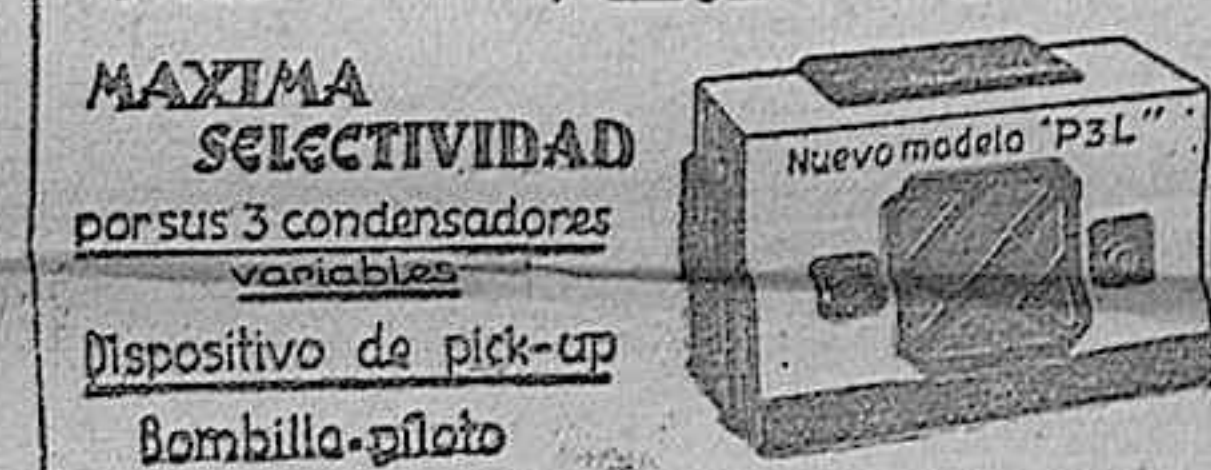 MAXIMA
SELECTIVIDAD
por sus 3 condensadores
variables
Dispositivo de pick-up
Bombilla-piloto
Nuevo modelo "P3L"